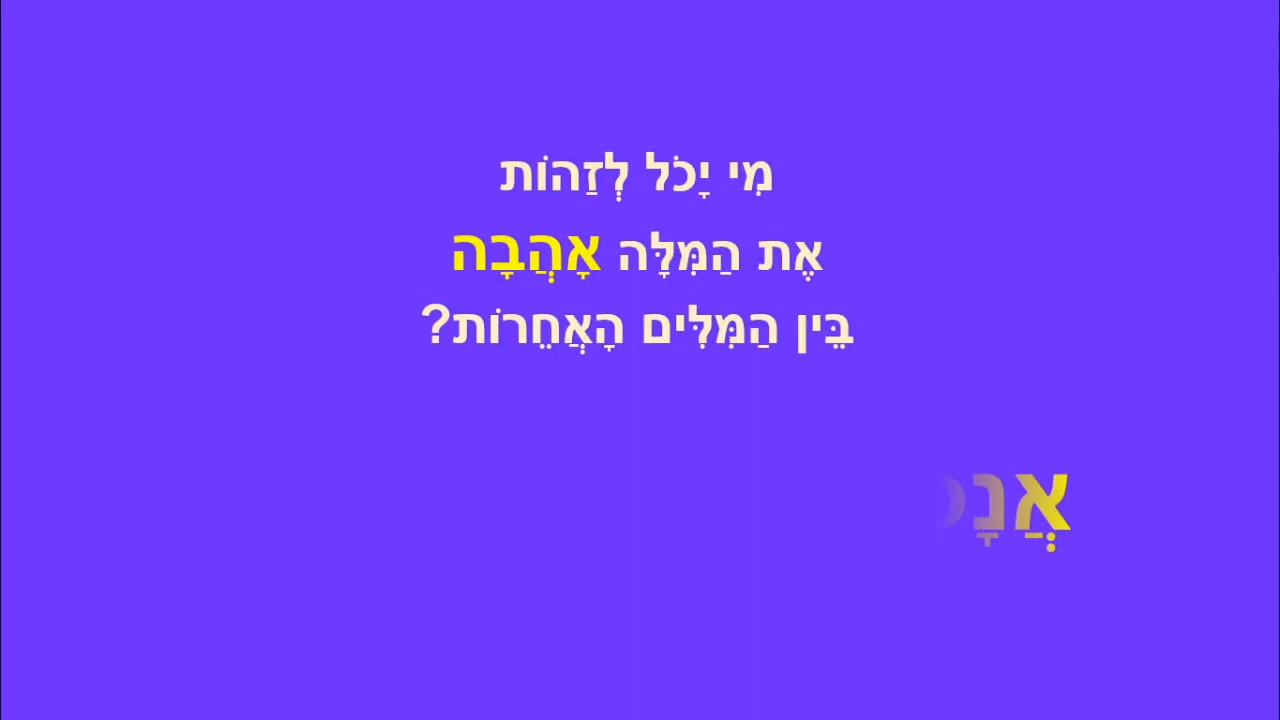 מִי יָכֹל לְזַהוֹת
אֶת הַמִּלָּה אָהֲבָה
בֵּין הַמִּלִּים הָאֲחֵרוֹת?